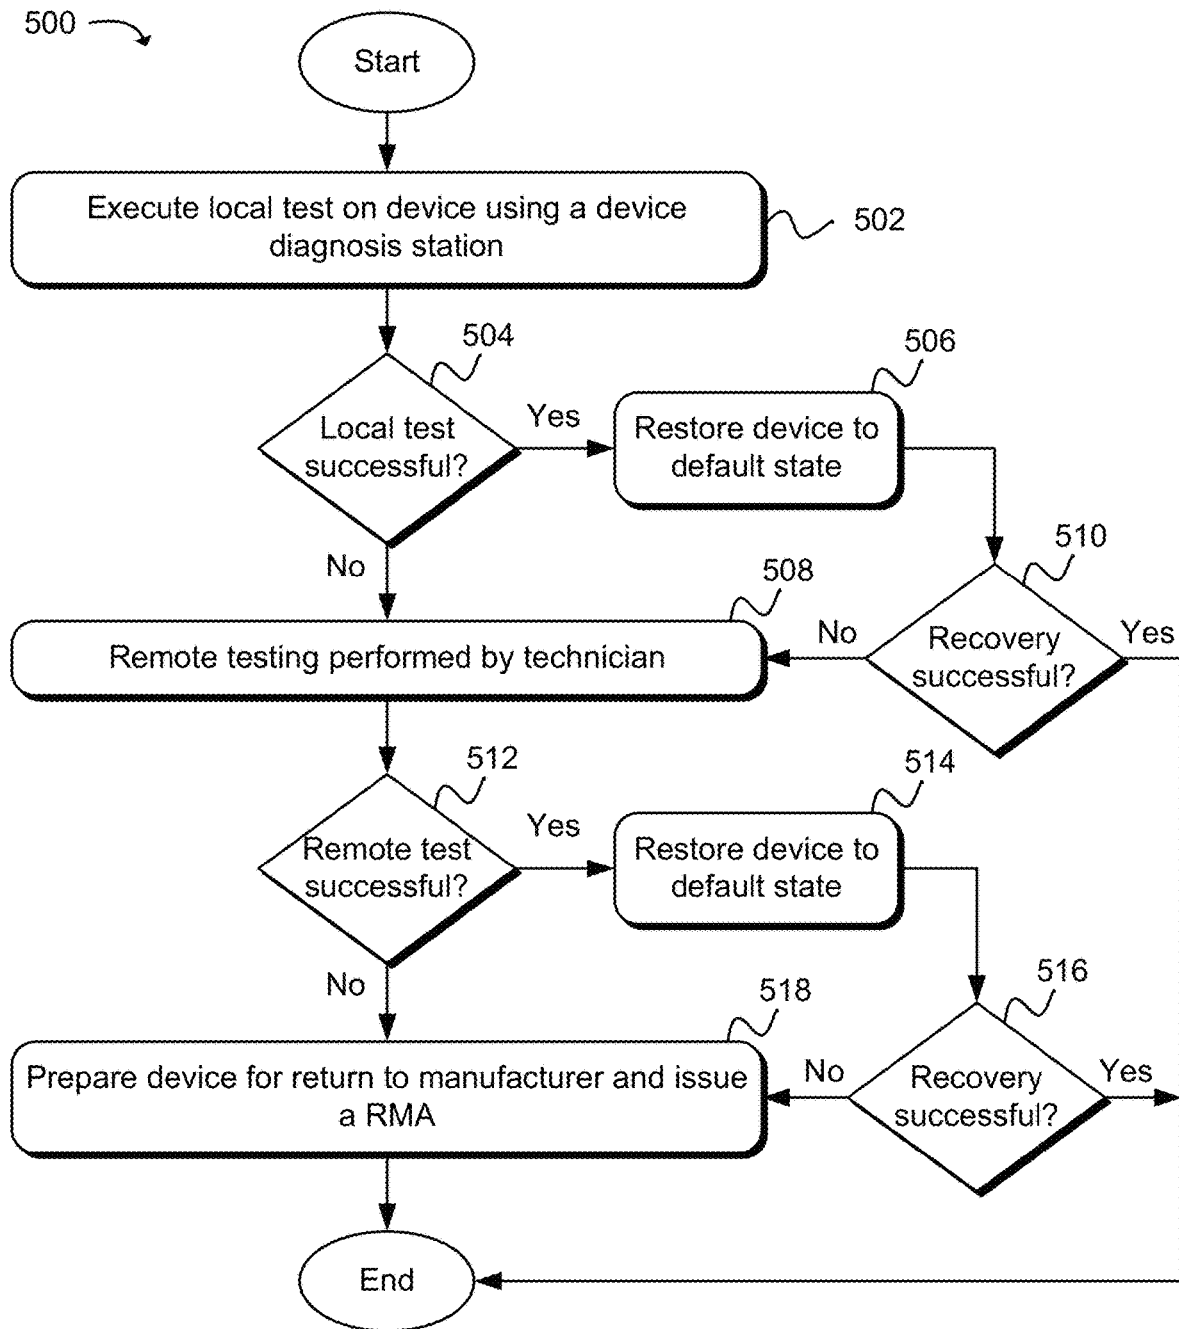 500
Start
Execute local test on device using a device
diagnosis station
502
504
506
Local test
successful?
Yes
Restore device to
default state
No
510
508
Remote testing performed by technician
No
Recovery
successful?
Yes
512
514
Remote test
successful?
Yes
Restore device to
default state
No
516
518
Prepare device for return to manufacturer and issue
a RMA
No
Recovery
successful?
Yes
End